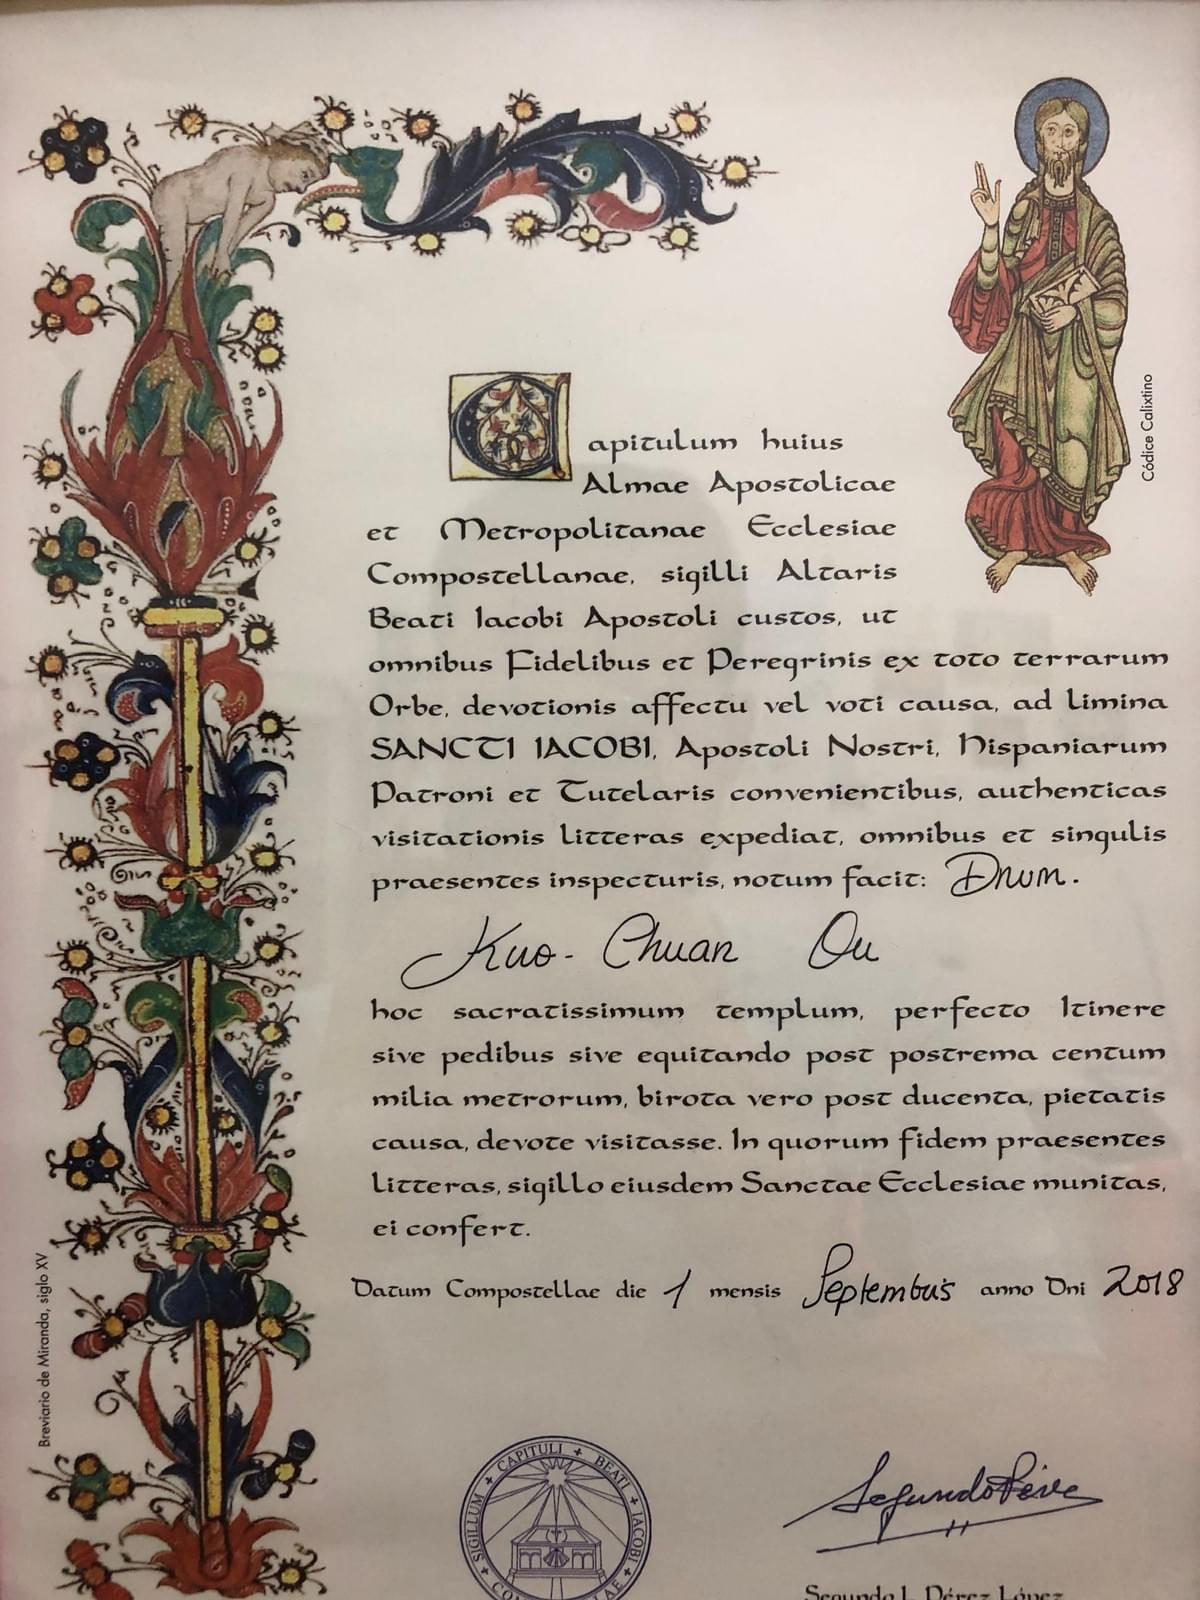 Capitulum huius
Almae Apostolicae
et Metropolitanae Ecclesiae
Compostellanae, sigilli Altaris
Beati Iacobi Apostoli custos, ut
omnibus Fidelibus et Peregrinis ex toto terrarum
Orbe, devotionis affectu vel voti causa, ad limina
SANCTI IACOBI, Apostoli Nostri, Hispaniarum
Patroni et Tutelaris convenientibus, authenticas
visitationis litteras expediat, omnibus et singulis
praesentes inspecturis, notum facit: Dnum.
Kuo-Chuan Ou
hoc sacratissimum templum, perfecto Itinere
sive pedibus sive equitando post postrema centum
milia metrorum, birota vero post ducenta, pietatis
causa, devote visitasse. In quorum fidem praesentes
litteras, sigillo eiusdem Sanctae Ecclesiae munitas,
ei confert.
Datum Compostellae die 1 mensis Septembris anno Dni 2018
Códice Calixtino
Breviario de Miranda, siglo XV
SIGILLUM + CAPITULI + BEATI + IACOBI
Segundo L. Pérez López